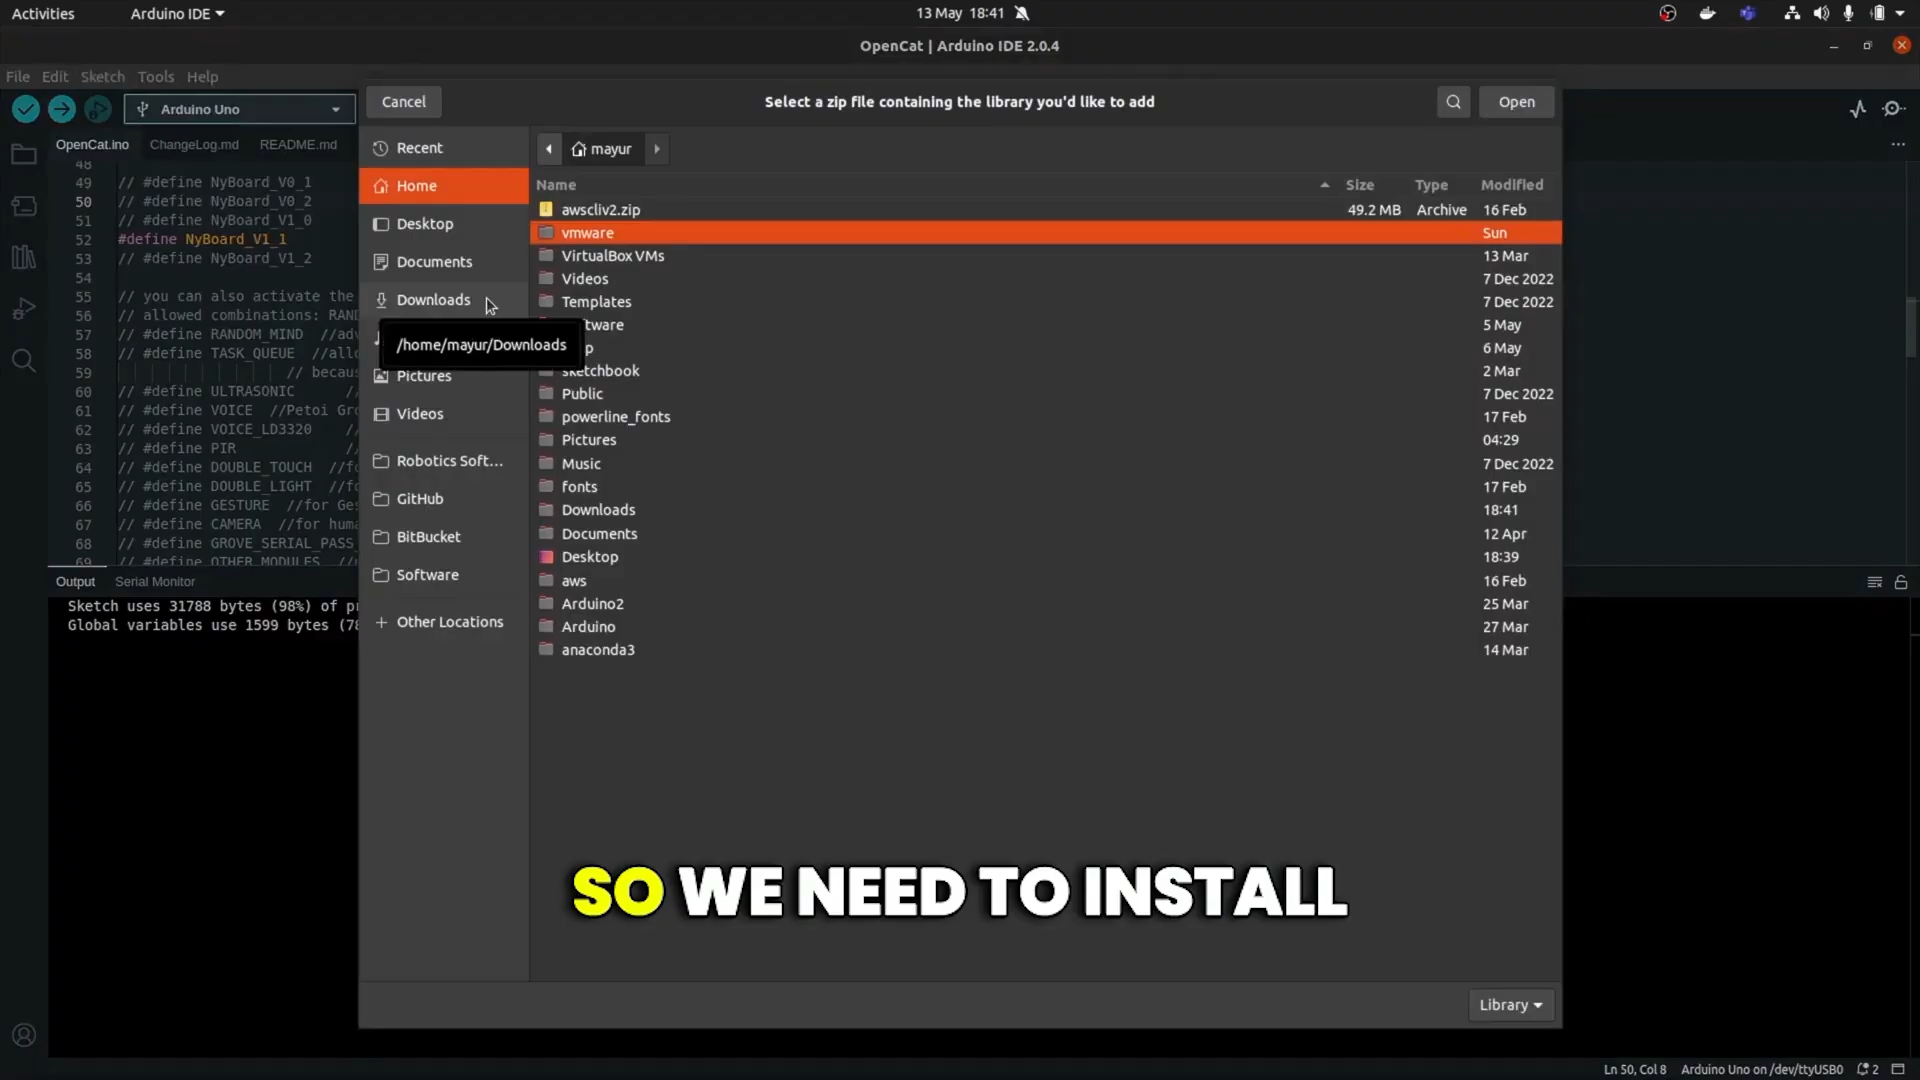 Activities
Arduino IDE
13 May 18:41
OpenCat | Arduino IDE 2.0.4
File Edit Sketch Tools Help
Arduino Uno
OpenCat.ino ChangeLog.md README.md
48
49 // #define NyBoard_V0_1
50 // #define NyBoard_V0_2
51 // #define NyBoard_V1_0
52 #define NyBoard_V1_1
53 // #define NyBoard_V1_2
54
55 // you can also activate the
56 // allowed combinations: RAN
57 // #define RANDOM_MIND //adv
58 // #define TASK_QUEUE //allo
59 // becaus
60 // #define ULTRASONIC //
61 // #define VOICE //Petoi Gro
62 // #define VOICE_LD3320 //
63 // #define PIR //
64 // #define DOUBLE_TOUCH //fo
65 // #define DOUBLE_LIGHT //fo
66 // #define GESTURE //for Ges
67 // #define CAMERA //for huma
68 // #define GROVE_SERIAL_PASS_
69 // #define OTHER_MODULES
Output Serial Monitor
Sketch uses 31788 bytes (98%) of p
Global variables use 1599 bytes (78
Cancel
Select a zip file containing the library you'd like to add
Open
Recent
Home
Desktop
Documents
Downloads
/home/mayur/Downloads
Pictures
Videos
Robotics Soft...
GitHub
BitBucket
Software
+ Other Locations
mayur
Name Size Type Modified
awscliv2.zip 49.2 MB Archive 16 Feb
vmware Sun
VirtualBox VMs 13 Mar
Videos 7 Dec 2022
Templates 7 Dec 2022
tware 5 May
p 6 May
sketchbook 2 Mar
Public 7 Dec 2022
powerline_fonts 17 Feb
Pictures 04:29
Music 7 Dec 2022
fonts 17 Feb
Downloads 18:41
Documents 12 Apr
Desktop 18:39
aws 16 Feb
Arduino2 25 Mar
Arduino 27 Mar
anaconda3 14 Mar
SO WE NEED TO INSTALL
Library
Ln 50, Col 8 Arduino Uno on /dev/ttyUSB0 2